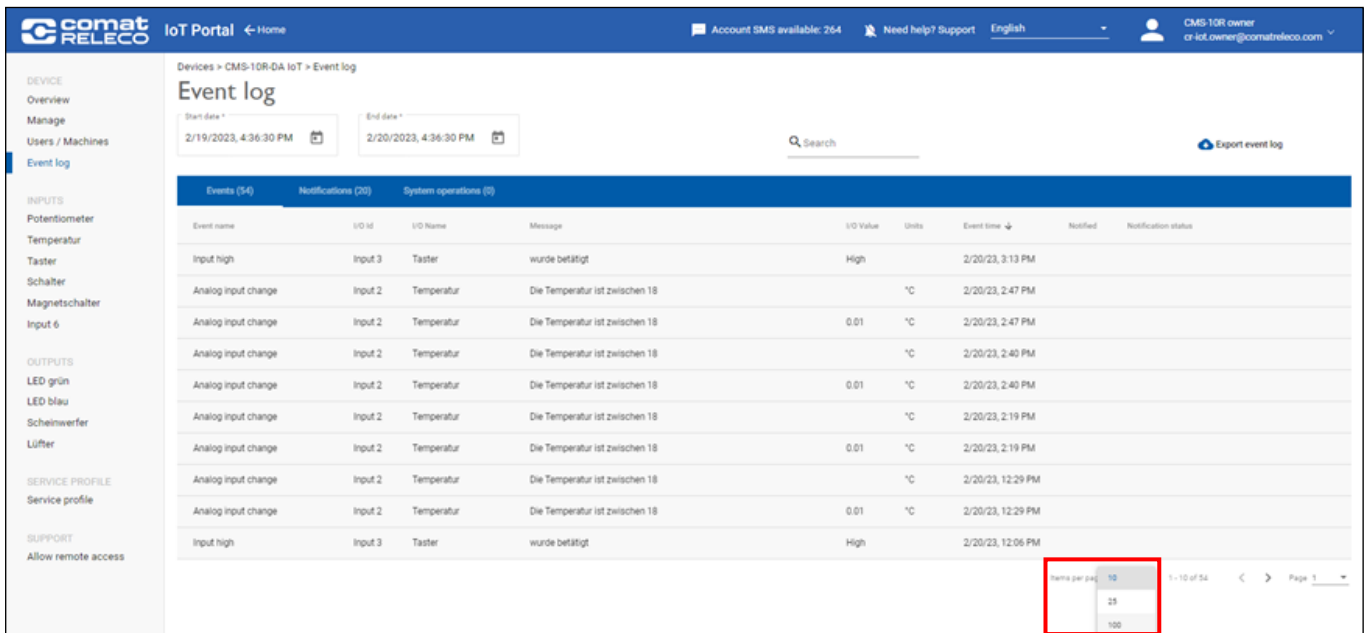 comat RELECO IoT Portal Home Account SMS available: 264 Need help? Support English CMS-10R owner
cr-iot.owner@comatreleco.com
DEVICE
Overview
Manage
Users / Machines
Event log
INPUTS
Potentiometer
Temperatur
Taster
Schalter
Magnetschalter
Input 6
OUTPUTS
LED grün
LED blau
Scheinwerfer
Lüfter
SERVICE PROFILE
Service profile
SUPPORT
Allow remote access
Devices > CMS-10R-DA IoT > Event log
Event log
Start date * End date *
2/19/2023, 4:36:30 PM 2/20/2023, 4:36:30 PM Search Export event log
Events (54) Notifications (20) System operations (0)
Event name I/O Id I/O Name Message I/O Value Units Event time Notified Notification status
Input high Input 3 Taster wurde betätigt High 2/20/23, 3:13 PM
Analog input change Input 2 Temperatur Die Temperatur ist zwischen 18 °C 2/20/23, 2:47 PM
Analog input change Input 2 Temperatur Die Temperatur ist zwischen 18 0.01 °C 2/20/23, 2:47 PM
Analog input change Input 2 Temperatur Die Temperatur ist zwischen 18 °C 2/20/23, 2:40 PM
Analog input change Input 2 Temperatur Die Temperatur ist zwischen 18 0.01 °C 2/20/23, 2:40 PM
Analog input change Input 2 Temperatur Die Temperatur ist zwischen 18 °C 2/20/23, 2:19 PM
Analog input change Input 2 Temperatur Die Temperatur ist zwischen 18 0.01 °C 2/20/23, 2:19 PM
Analog input change Input 2 Temperatur Die Temperatur ist zwischen 18 °C 2/20/23, 12:29 PM
Analog input change Input 2 Temperatur Die Temperatur ist zwischen 18 0.01 °C 2/20/23, 12:29 PM
Input high Input 3 Taster wurde betätigt High 2/20/23, 12:06 PM
Items per pag 10 1 - 10 of 54 Page 1
25
100